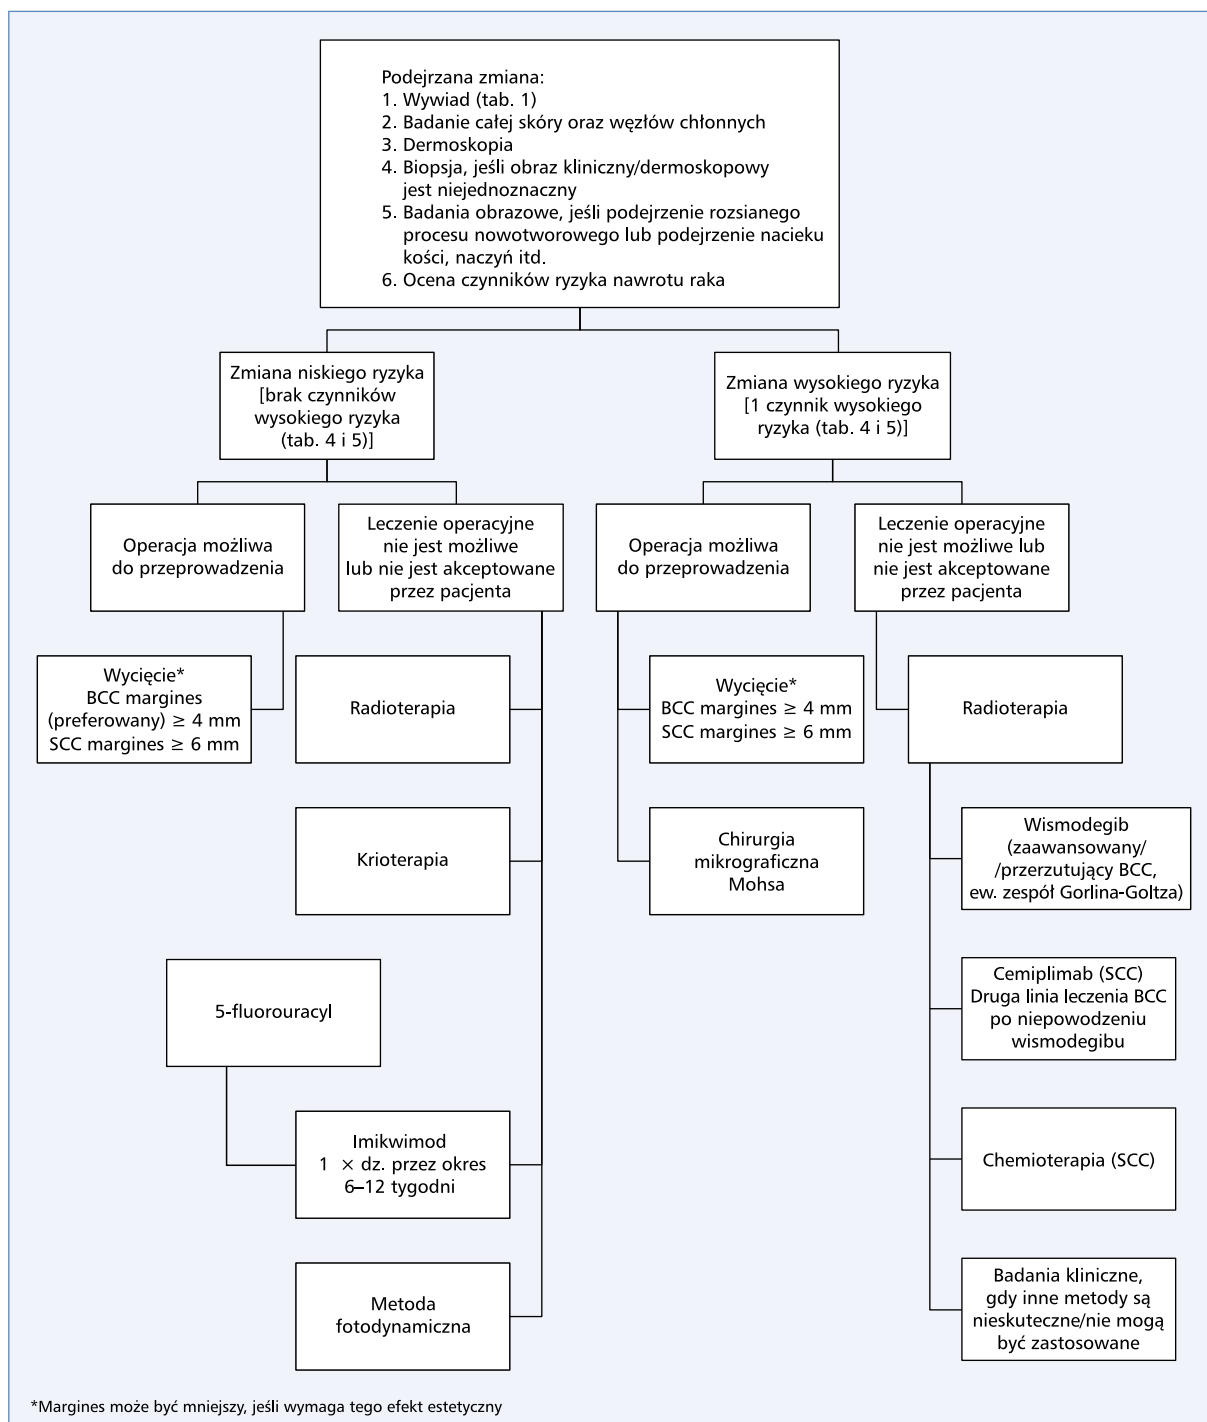 Podejrzana zmiana:
1. Wywiad (tab. 1)
2. Badanie całej skóry oraz węzłów chłonnych
3. Dermoskopia
4. Biopsja, jeśli obraz kliniczny/dermoskopowy
jest niejednoznaczny
5. Badania obrazowe, jeśli podejrzenie rozsianego
procesu nowotworowego lub podejrzenie nacieku
kości, naczyń itd.
6. Ocena czynników ryzyka nawrotu raka
Zmiana niskiego ryzyka
[brak czynników
wysokiego ryzyka
(tab. 4 i 5)]
Zmiana wysokiego ryzyka
[1 czynnik wysokiego
ryzyka (tab. 4 i 5)]
Operacja możliwa
do przeprowadzenia
Leczenie operacyjne
nie jest możliwe
lub nie jest akceptowane
przez pacjenta
Operacja możliwa
do przeprowadzenia
Leczenie operacyjne
nie jest możliwe lub
nie jest akceptowane
przez pacjenta
Wycięcie*
BCC margines
(preferowany) ≥ 4 mm
SCC margines ≥ 6 mm
Radioterapia
Wycięcie*
BCC margines ≥ 4 mm
SCC margines ≥ 6 mm
Radioterapia
Krioterapia
Chirurgia
mikrograficzna
Mohsa
Wismodegib
(zaawansowany/
/przerzutujący BCC,
ew. zespół Gorlina-Goltza)
5-fluorouracyl
Cemiplimab (SCC)
Druga linia leczenia BCC
po niepowodzeniu
wismodegibu
Imikwimod
1 × dz. przez okres
6–12 tygodni
Chemioterapia (SCC)
Metoda
fotodynamiczna
Badania kliniczne,
gdy inne metody są
nieskuteczne/nie mogą
być zastosowane
*Margines może być mniejszy, jeśli wymaga tego efekt estetyczny